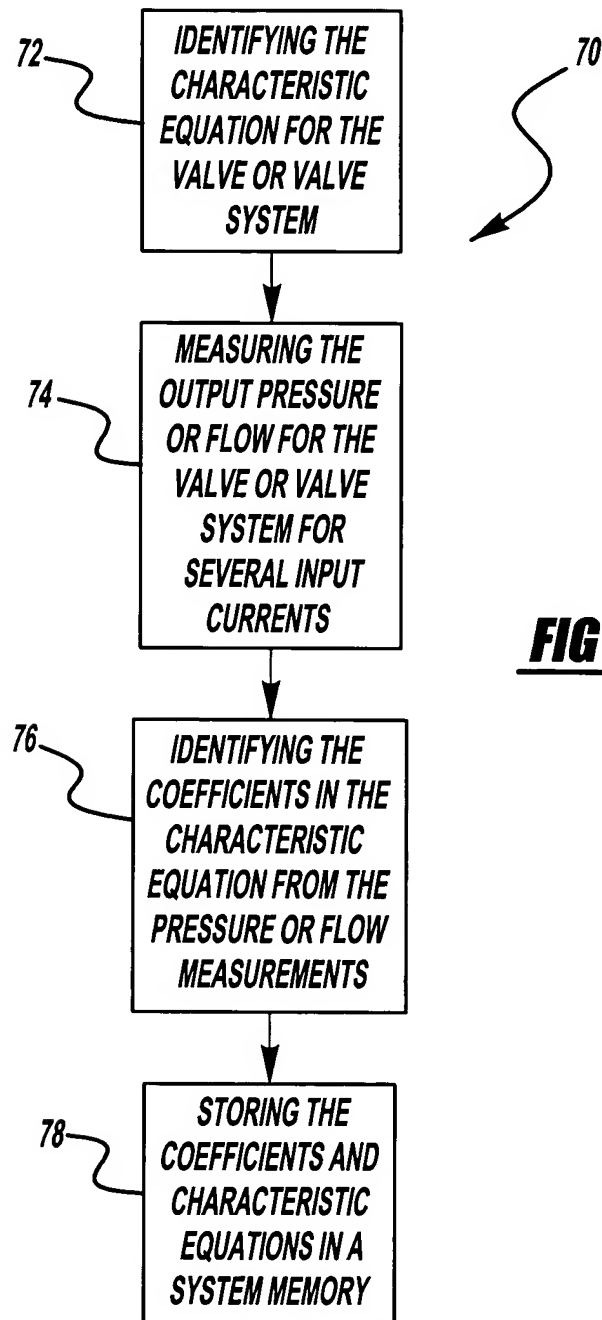 72
IDENTIFYING THE
CHARACTERISTIC
EQUATION FOR THE
VALVE OR VALVE
SYSTEM
70
74
MEASURING THE
OUTPUT PRESSURE
OR FLOW FOR THE
VALVE OR VALVE
SYSTEM FOR
SEVERAL INPUT
CURRENTS
FIG
76
IDENTIFYING THE
COEFFICIENTS IN THE
CHARACTERISTIC
EQUATION FROM THE
PRESSURE OR FLOW
MEASUREMENTS
78
STORING THE
COEFFICIENTS AND
CHARACTERISTIC
EQUATIONS IN A
SYSTEM MEMORY